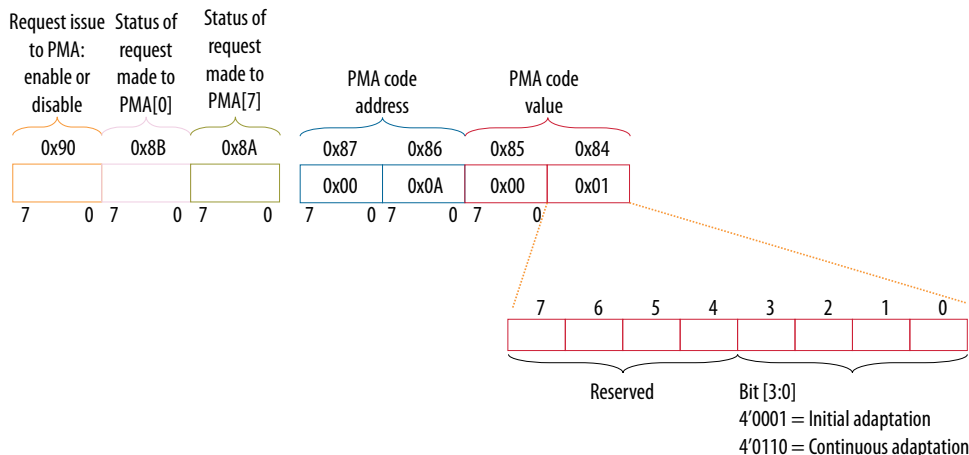 Request issue
to PMA:
enable or
disable
Status of
request
made to
PMA[0]
Status of
request
made to
PMA[7]
PMA code
address
PMA code
value
0x90 0x8B 0x8A 0x87 0x86 0x85 0x84
0x00 0x0A 0x00 0x01
7 0 7 0 7 0 7 0 7 0 7 0
7 6 5 4 3 2 1 0
Reserved
Bit [3:0]
4'0001 = Initial adaptation
4'0110 = Continuous adaptation